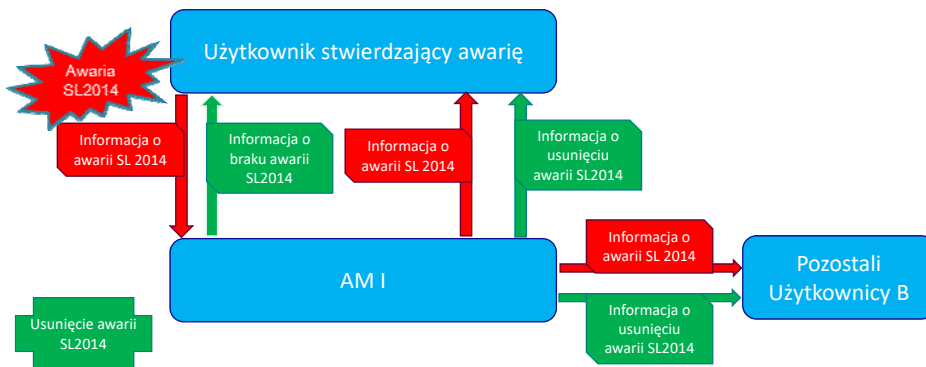 Użytkownik stwierdzający awarię
Awaria
SL2014
Informacja o
awarii SL 2014
Informacja o
braku awarii
SL2014
Informacja o
awarii SL 2014
Informacja o
usunięciu
awarii SL2014
AM I
Informacja o
awarii SL 2014
Informacja o
usunięciu
awarii SL2014
Pozostali
Użytkownicy B
Usunięcie awarii
SL2014